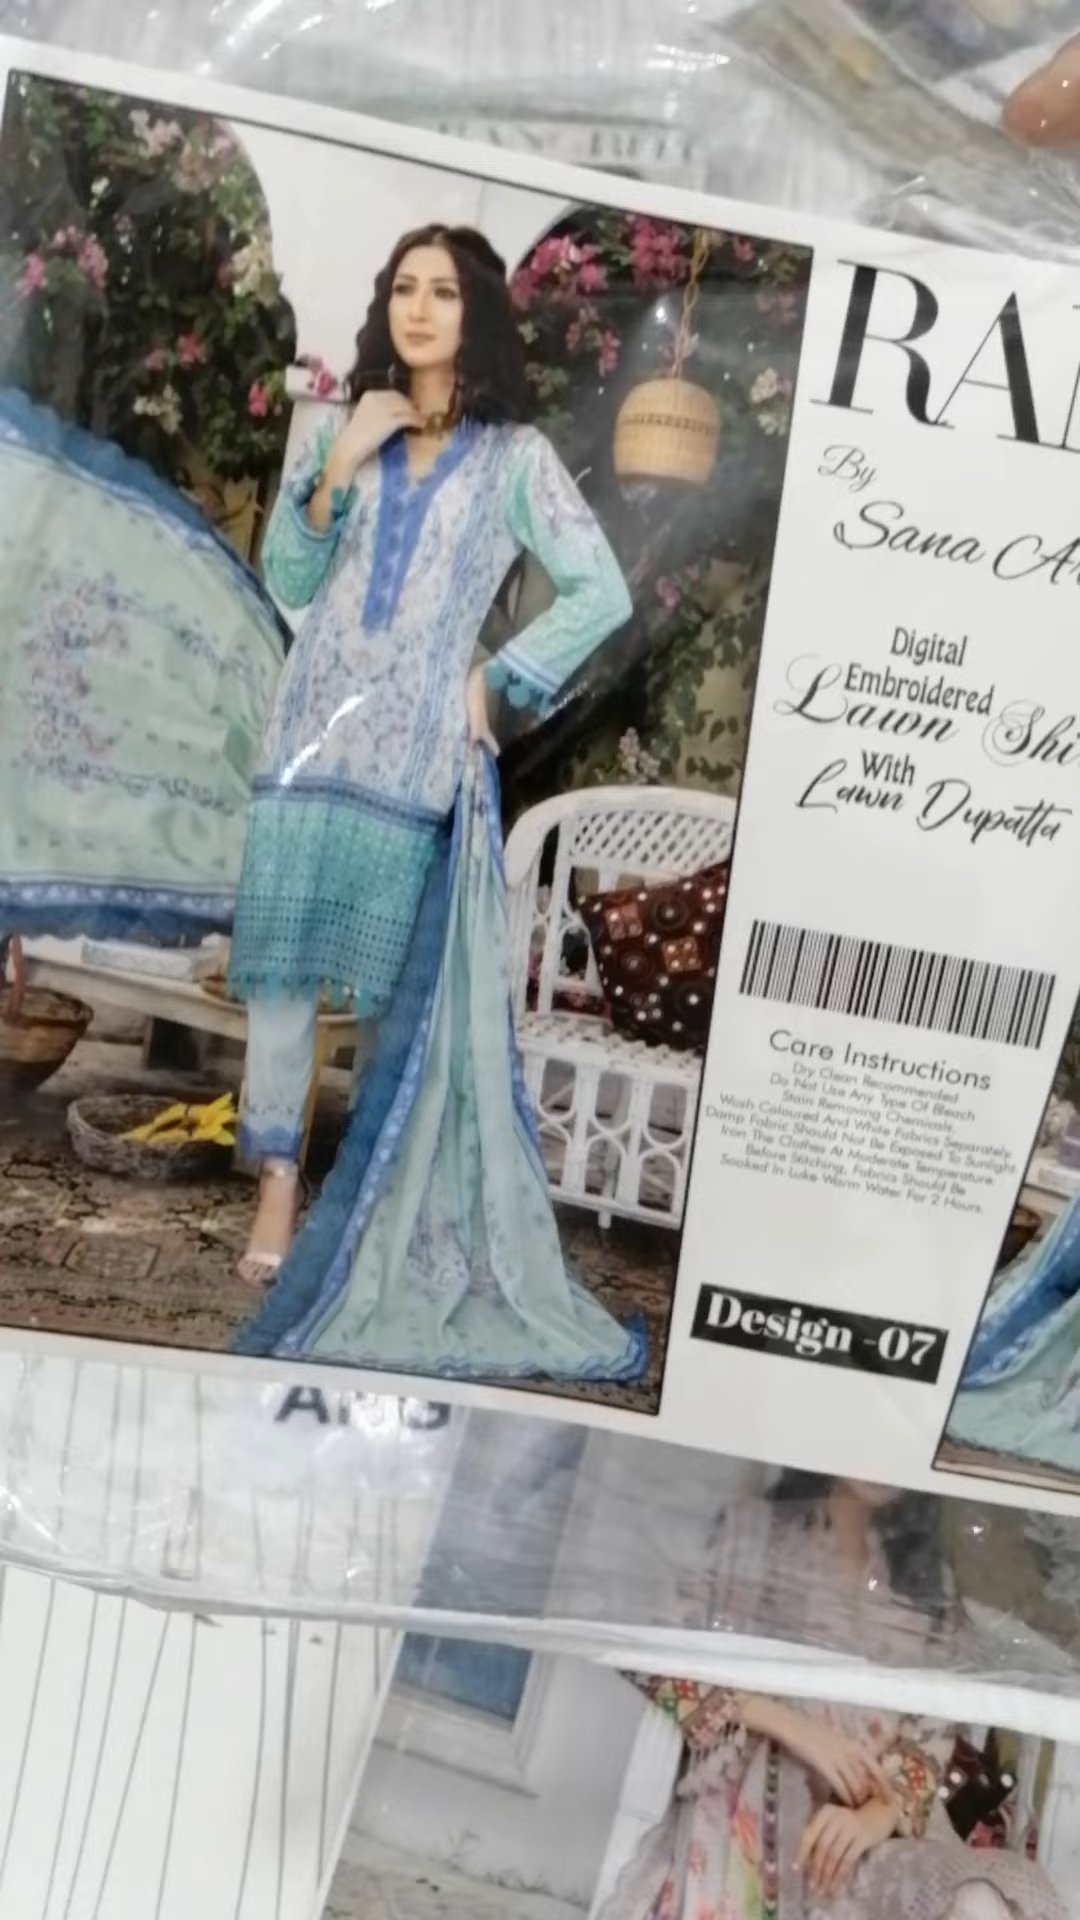 RA
By
Sana
Digital
Embroidered
Lawn
With
Lawn Dupatta
Care Instructions
Dry Clean Recommended
Do Not Use Any Type Of Bleach
Stain Removing Chemicals.
Wash Coloured And White Fabrics Separately.
Damp Fabric Should Not Be Exposed To Sunlight.
Iron The Clothes At Moderate Temperature.
Before Stitching, Fabrics Should Be
Soaked In Luke Warm Water For 2 Hours.
Design -07